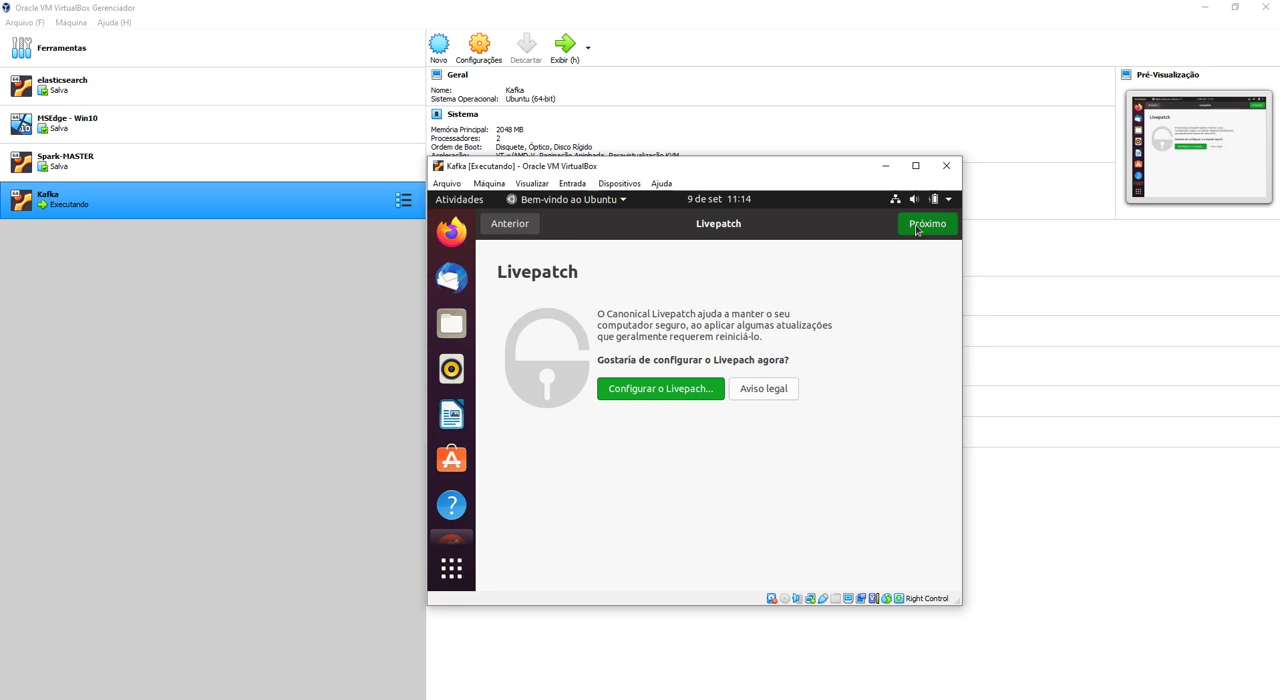 Oracle VM VirtualBox Gerenciador
Arquivo (F) Máquina Ajuda (H)
Ferramentas
elasticsearch
Salva
MSEdge - Win10
Salva
Spark-MASTER
Salva
Kafka
Executando
Novo Configurações Descartar Exibir (h)
Geral
Nome: Kafka
Sistema Operacional: Ubuntu (64-bit)
Sistema
Memória Principal: 2048 MB
Processadores: 2
Ordem de Boot: Disquete, Óptico, Disco Rígido
Pré-Visualização
Kafka [Executando] - Oracle VM VirtualBox
Arquivo Máquina Visualizar Entrada Dispositivos Ajuda
Atividades Bem-vindo ao Ubuntu 9 de set 11:14
Anterior Livepatch Próximo
Livepatch
O Canonical Livepatch ajuda a manter o seu
computador seguro, ao aplicar algumas atualizações
que geralmente requerem reiniciá-lo.
Gostaria de configurar o Livepach agora?
Configurar o Livepach... Aviso legal
Right Control